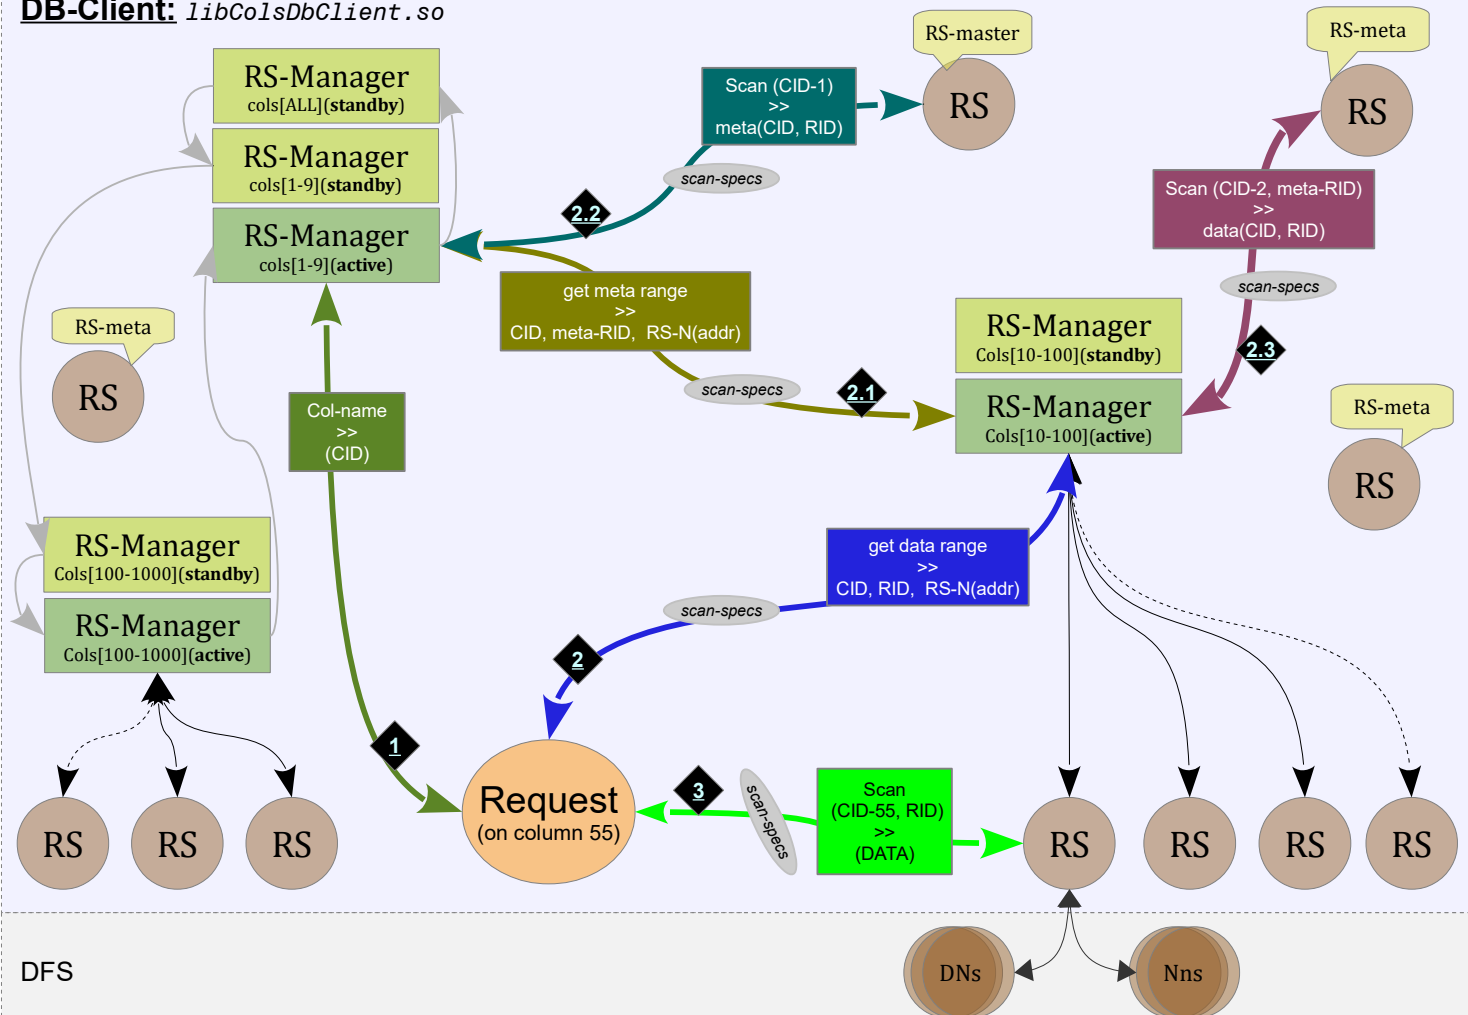 DB-Client: libColsDbClient.so
RS-Manager
cols[ALL](standby)
RS-Manager
cols[1-9](standby)
RS-Manager
cols[1-9](active)
Scan (CID-1)
>>
meta(CID, RID)
scan-specs
2.2
RS-master
RS
RS-meta
RS
Scan (CID-2, meta-RID)
>>
data(CID, RID)
scan-specs
2.3
get meta range
>>
CID, meta-RID, RS-N(addr)
scan-specs
2.1
RS-Manager
Cols[10-100](standby)
RS-Manager
Cols[10-100](active)
RS-meta
RS
RS-meta
RS
Col-name
>>
(CID)
1
RS-Manager
Cols[100-1000](standby)
RS-Manager
Cols[100-1000](active)
get data range
>>
CID, RID, RS-N(addr)
scan-specs
2
Request
(on column 55)
3
scan-specs
Scan
(CID-55, RID)
>>
(DATA)
RS
RS
RS
RS
RS
RS
RS
DFS
DNs
Nns